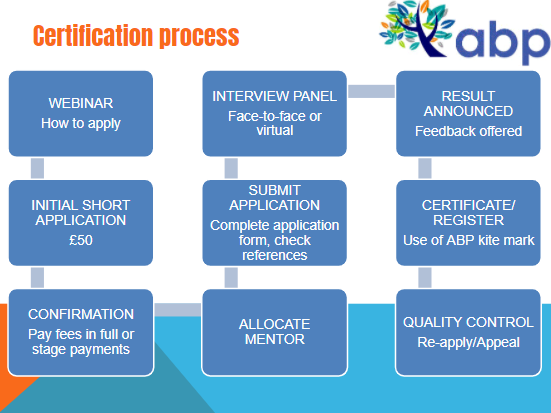 Certification process
abp
WEBINAR
How to apply
INITIAL SHORT
APPLICATION
£50
CONFIRMATION
Pay fees in full or
stage payments
ALLOCATE
MENTOR
SUBMIT
APPLICATION
Complete application
form, check
references
INTERVIEW PANEL
Face-to-face or
virtual
RESULT
ANNOUNCED
Feedback offered
CERTIFICATE/
REGISTER
Use of ABP kite mark
QUALITY CONTROL
Re-apply/Appeal